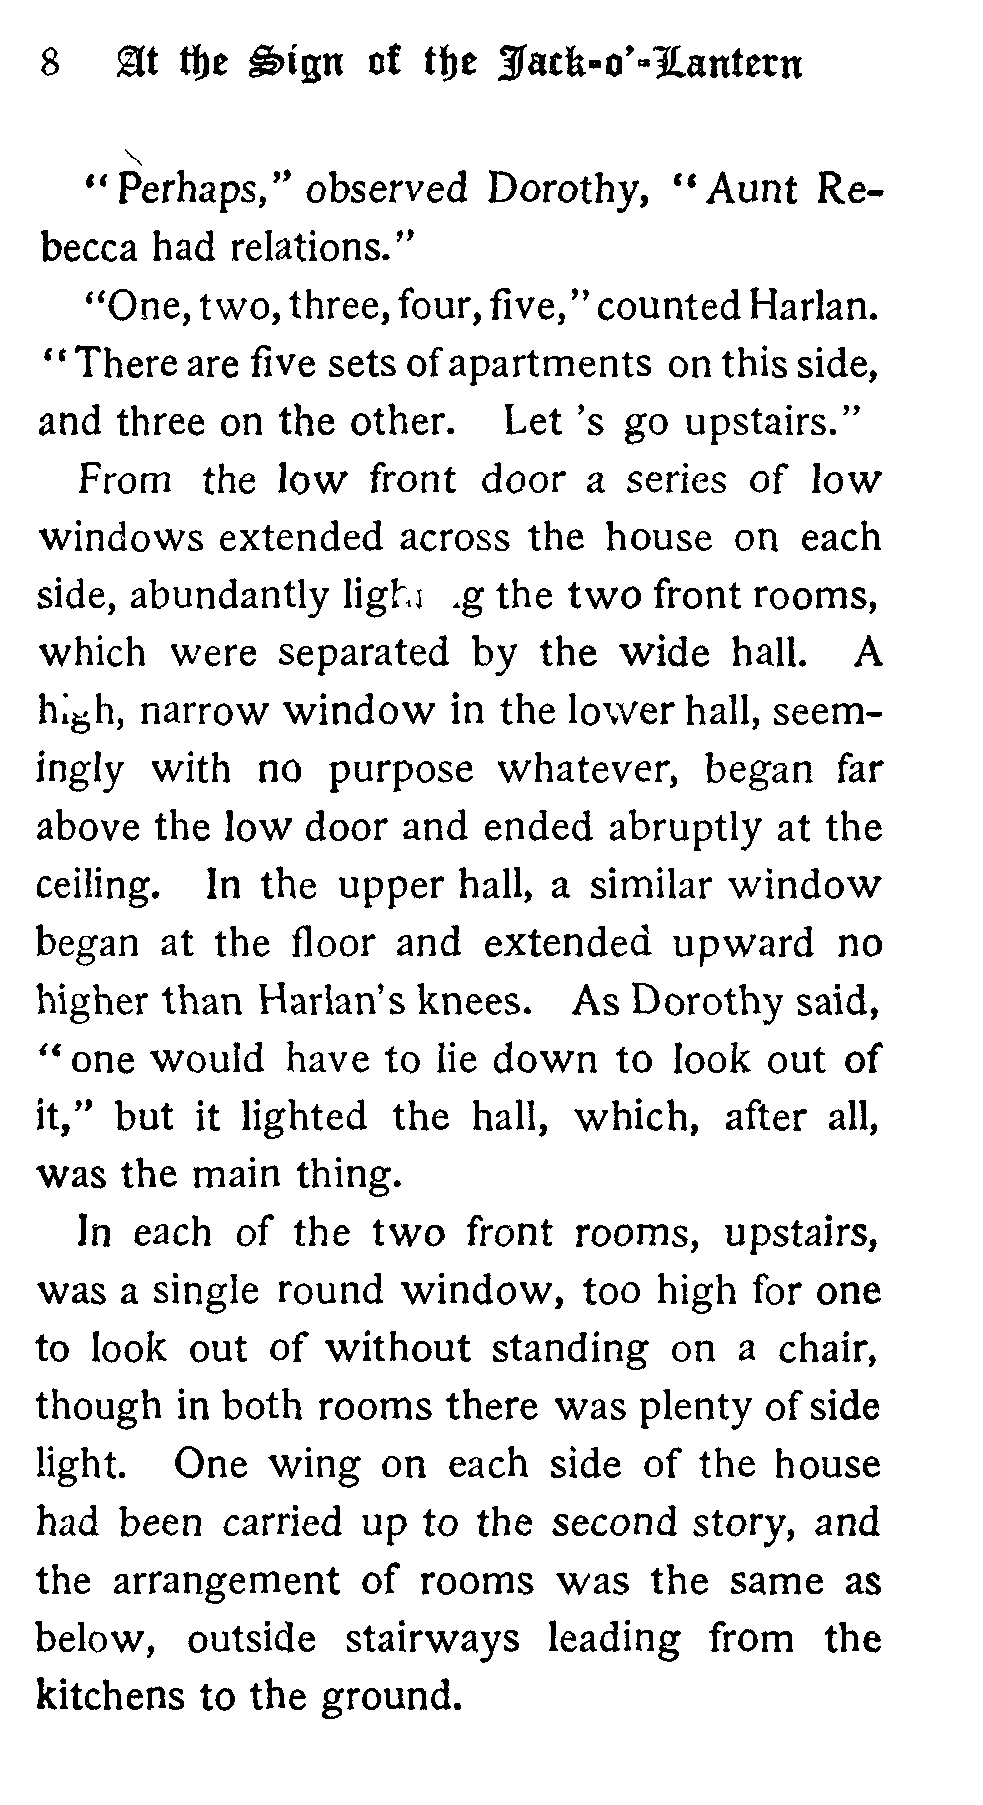 8 At the Sign of the Jack-o'-Lantern
"Perhaps," observed Dorothy, "Aunt Re-
becca had relations."
"One, two, three, four, five," counted Harlan.
"There are five sets of apartments on this side,
and three on the other. Let 's go upstairs."
From the low front door a series of low
windows extended across the house on each
side, abundantly lighting the two front rooms,
which were separated by the wide hall. A
high, narrow window in the lower hall, seem-
ingly with no purpose whatever, began far
above the low door and ended abruptly at the
ceiling. In the upper hall, a similar window
began at the floor and extended upward no
higher than Harlan's knees. As Dorothy said,
"one would have to lie down to look out of
it," but it lighted the hall, which, after all,
was the main thing.
In each of the two front rooms, upstairs,
was a single round window, too high for one
to look out of without standing on a chair,
though in both rooms there was plenty of side
light. One wing on each side of the house
had been carried up to the second story, and
the arrangement of rooms was the same as
below, outside stairways leading from the
kitchens to the ground.